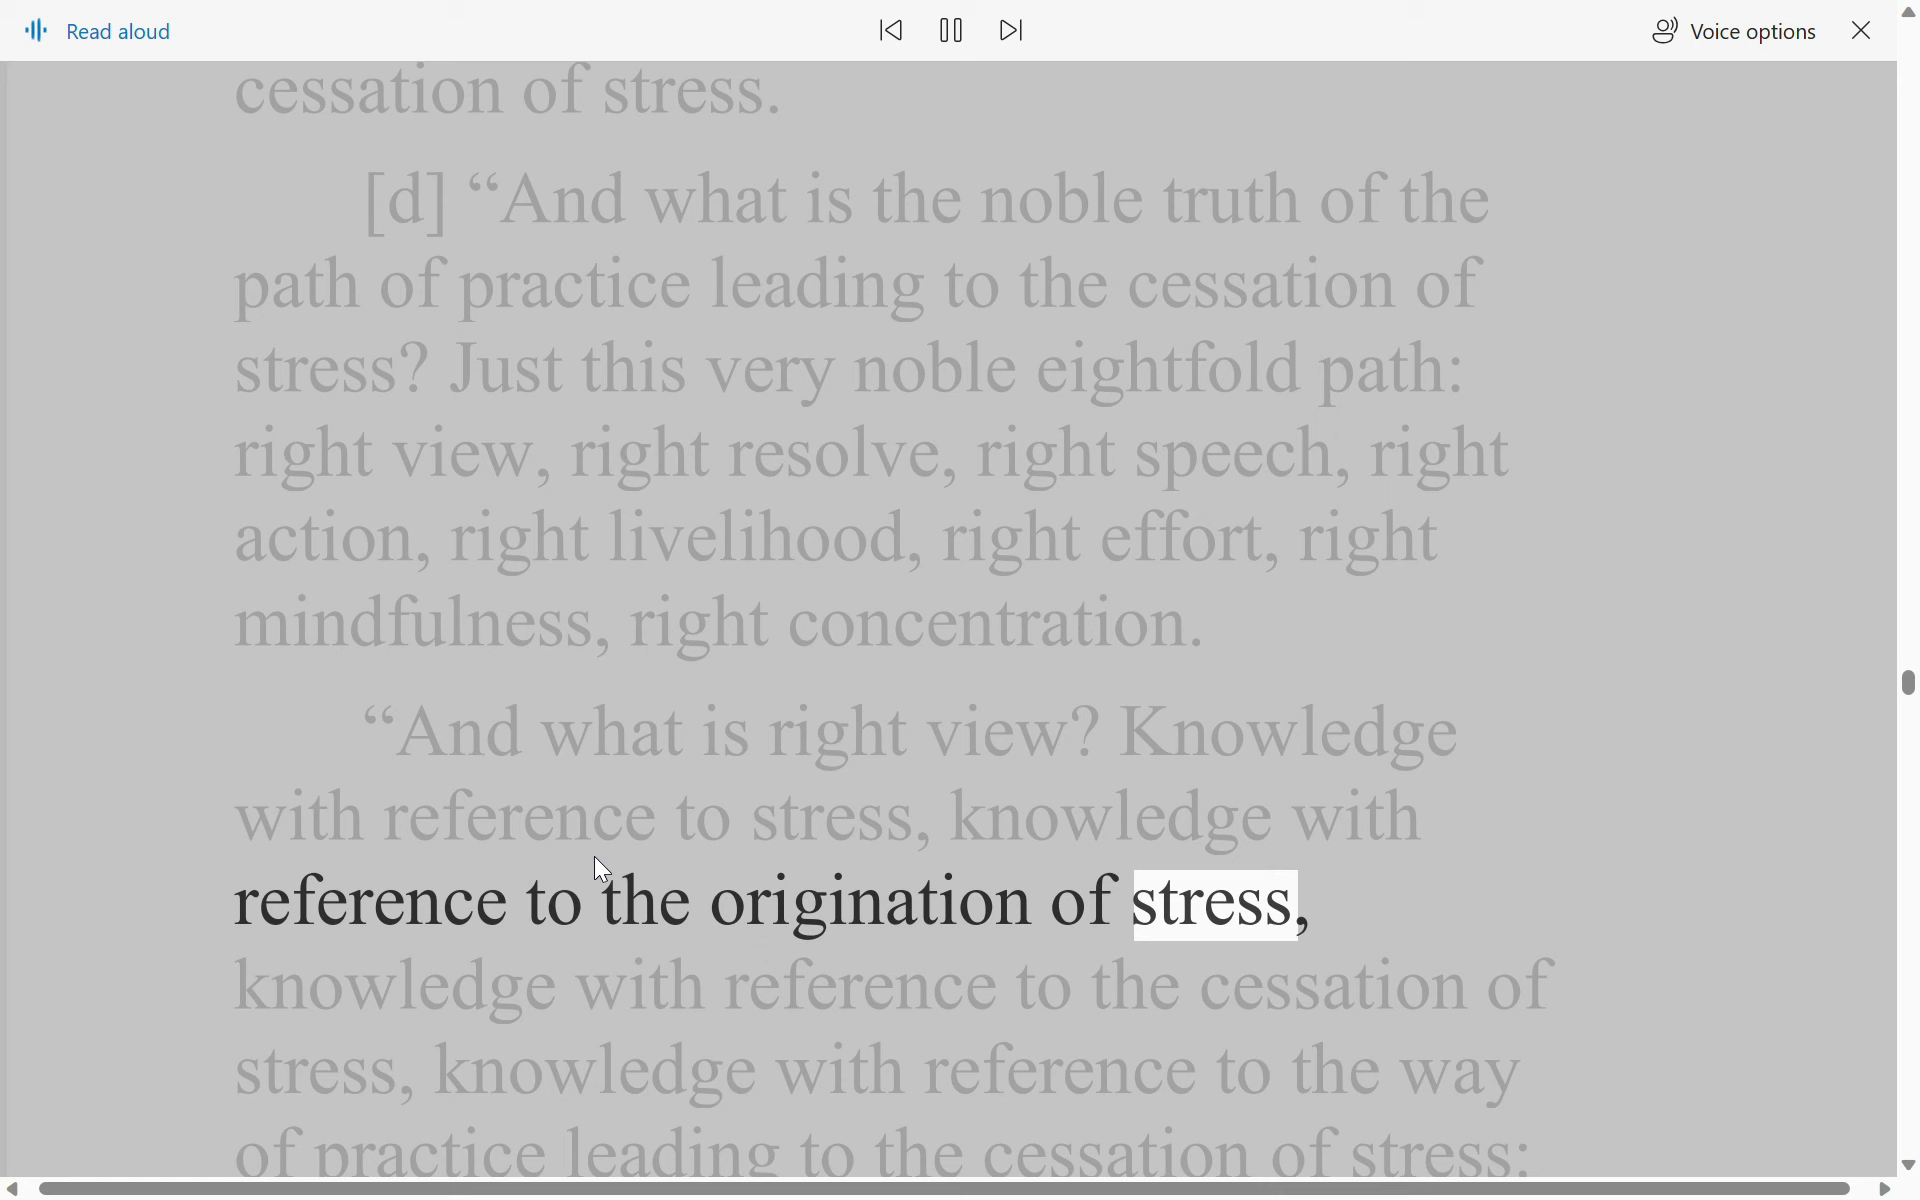 Read aloud
Voice options
cessation of stress.
[d] “And what is the noble truth of the
path of practice leading to the cessation of
stress? Just this very noble eightfold path:
right view, right resolve, right speech, right
action, right livelihood, right effort, right
mindfulness, right concentration.
“And what is right view? Knowledge
with reference to stress, knowledge with
reference to the origination of stress,
knowledge with reference to the cessation of
stress, knowledge with reference to the way
of practice leading to the cessation of stress: